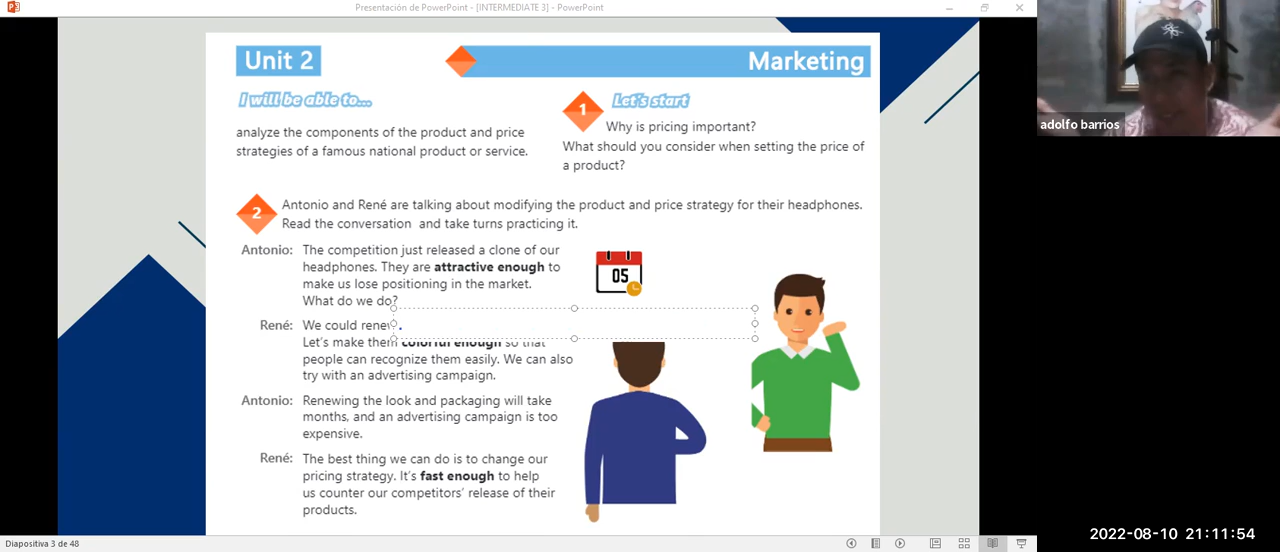 Presentación de PowerPoint - [INTERMEDIATE 3] - PowerPoint
Unit 2
Marketing
I will be able to...
analyze the components of the product and price
strategies of a famous national product or service.
1
Let's start
Why is pricing important?
What should you consider when setting the price of
a product?
2
Antonio and René are talking about modifying the product and price strategy for their headphones.
Read the conversation and take turns practicing it.
Antonio: The competition just released a clone of our
headphones. They are attractive enough to
make us lose positioning in the market.
What do we do?
René: We could
Let's make them colorful enough so that
people can recognize them easily. We can also
try with an advertising campaign.
Antonio: Renewing the look and packaging will take
months, and an advertising campaign is too
expensive.
René: The best thing we can do is to change our
pricing strategy. It's fast enough to help
us counter our competitors' release of their
products.
05
adolfo barrios
Diapositiva 3 de 48
2022-08-10 21:11:54